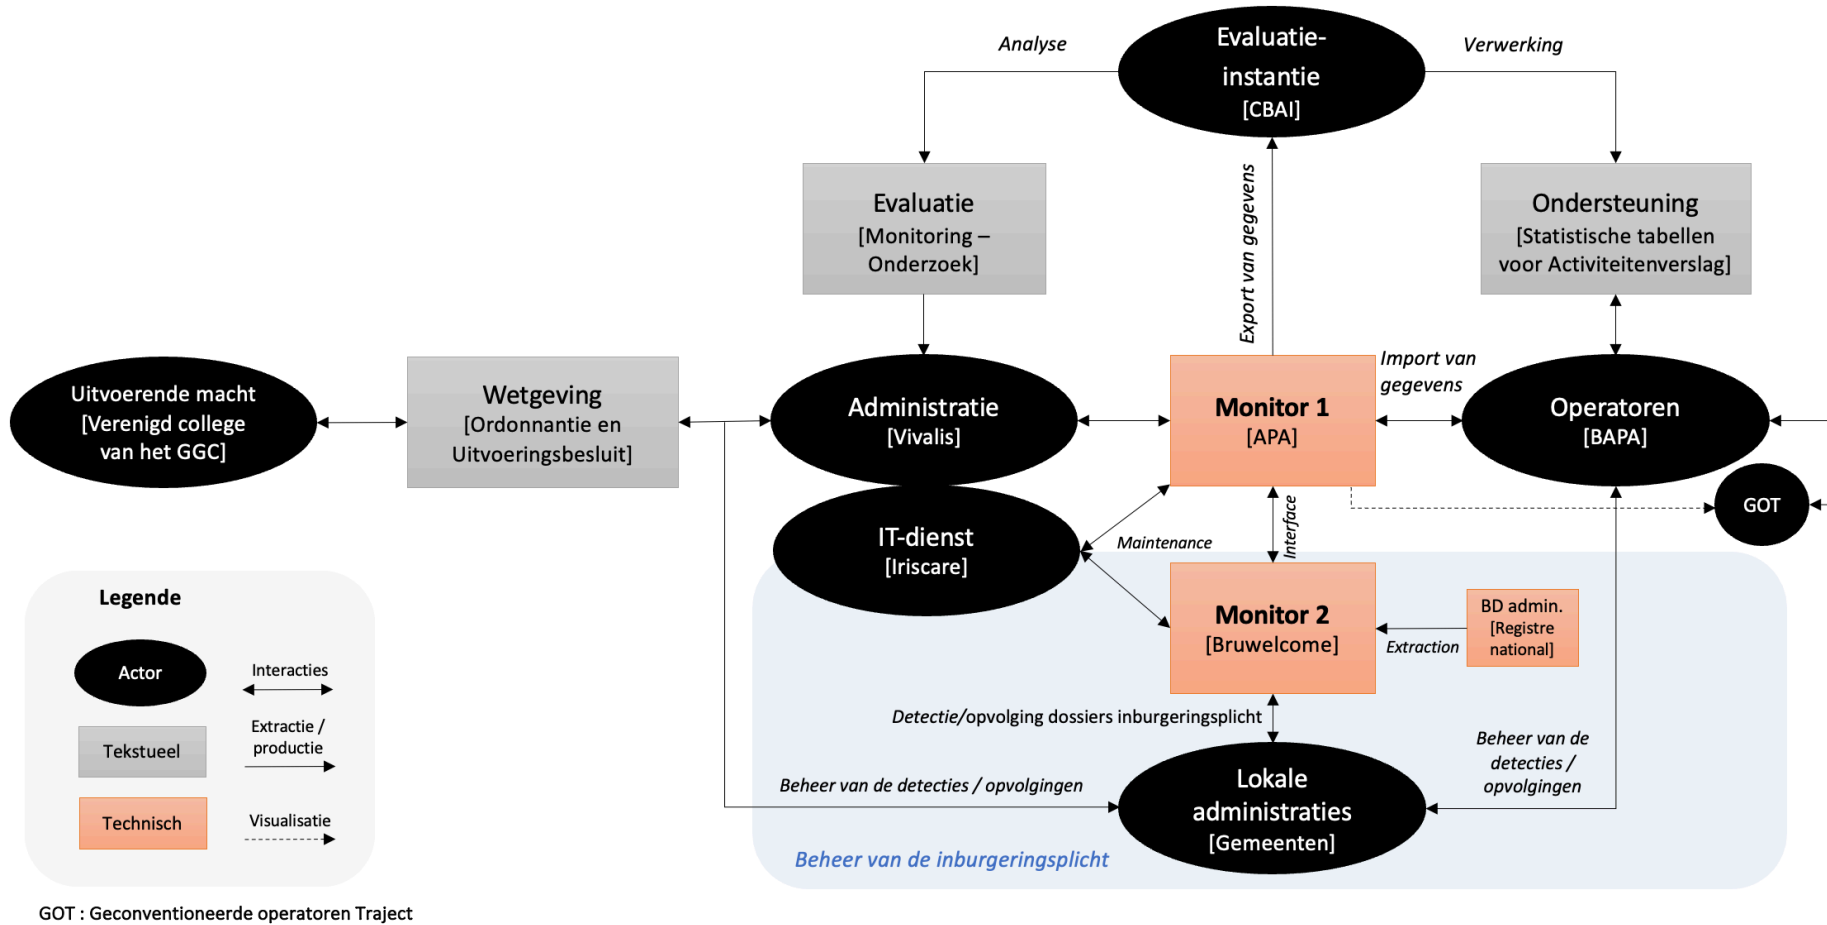 Evaluatie-
instantie
[CBAI]
Analyse
Verwerking
Export van gegevens
Evaluatie
[Monitoring –
Onderzoek]
Ondersteuning
[Statistische tabellen
voor Activiteitenverslag]
Uitvoerende macht
[Verenigd college
van het GGC]
Wetgeving
[Ordonnantie en
Uitvoeringsbesluit]
Administratie
[Vivalis]
Monitor 1
[APA]
Import van
gegevens
Operatoren
[BAPA]
GOT
IT-dienst
[Iriscare]
Maintenance
Interface
Monitor 2
[Bruwelcome]
BD admin.
[Registre
national]
Extraction
Detectie/opvolging dossiers inburgeringsplicht
Beheer van de
detecties /
opvolgingen
Beheer van de detecties / opvolgingen
Lokale
administraties
[Gemeenten]
Beheer van de inburgeringsplicht
Legende
Actor
Interacties
Tekstueel
Extractie /
productie
Technisch
Visualisatie
GOT : Geconventioneerde operatoren Traject